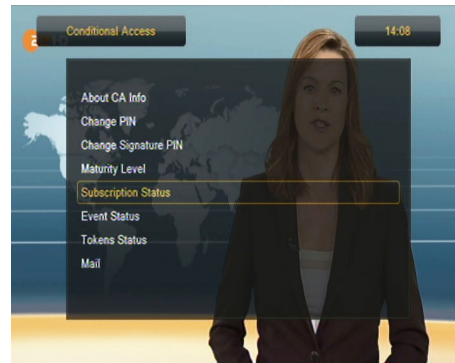 Conditional Access
14:08
About CA Info
Change PIN
Change Signature PIN
Maturity Level
Subscription Status
Event Status
Tokens Status
Mail